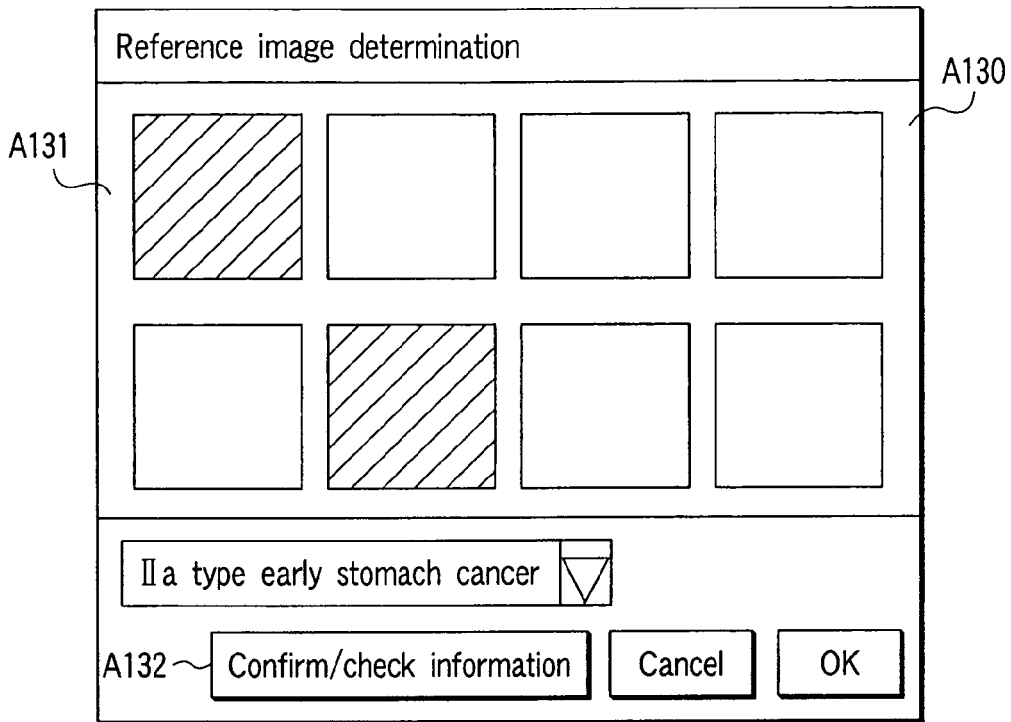 Reference image determination
A130
A131
Ⅱa type early stomach cancer
A132
Confirm/check information
Cancel
OK